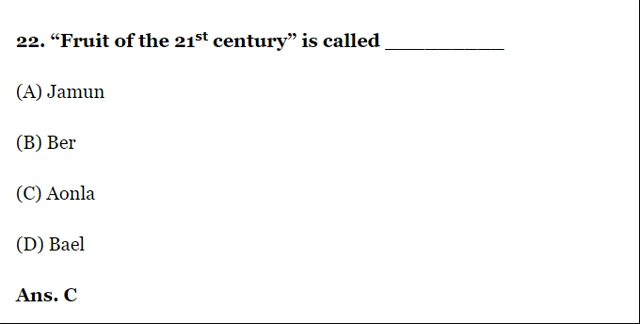 22. “Fruit of the 21st century” is called __________
(A) Jamun
(B) Ber
(C) Aonla
(D) Bael
Ans. C